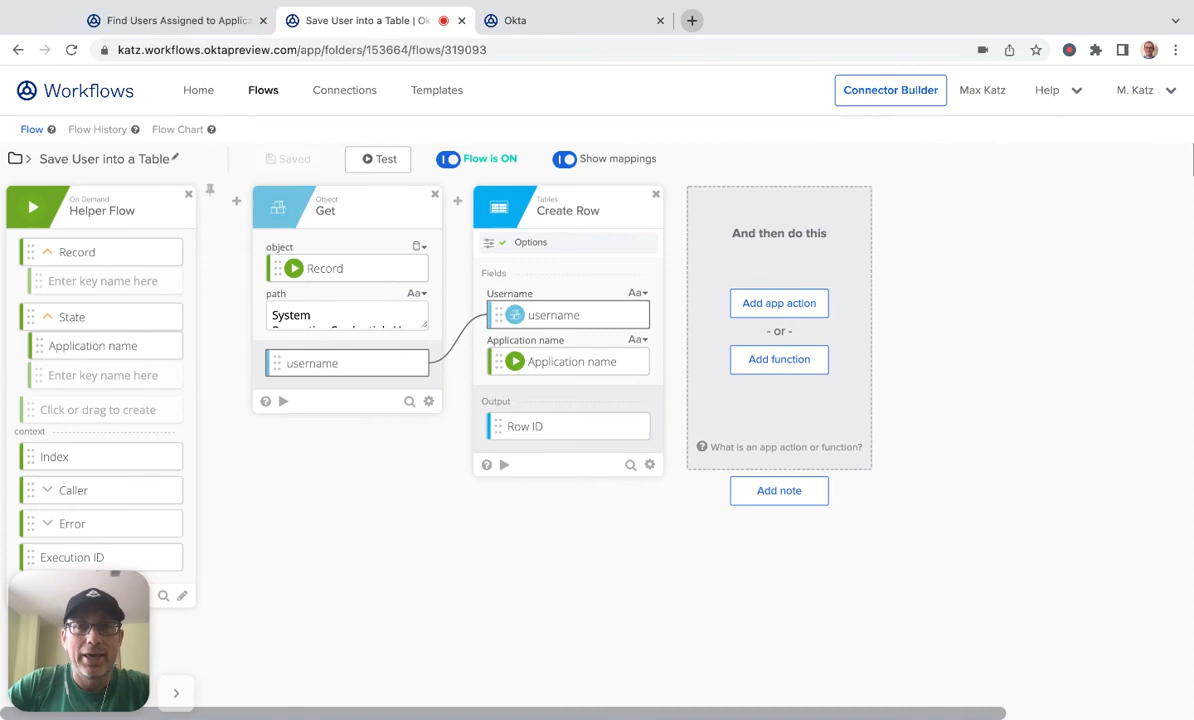 Find Users Assigned to Applica
Save User into a Table | Ok
Okta
katz.workflows.oktapreview.com/app/folders/153664/flows/319093
Workflows
Home
Flows
Connections
Templates
Connector Builder
Max Katz
Help
M. Katz
Flow
Flow History
Flow Chart
Save User into a Table
Saved
Test
Flow is ON
Show mappings
On Demand
Helper Flow
Record
Enter key name here
State
Application name
Enter key name here
Click or drag to create
context
Index
Caller
Error
Execution ID
Object
Get
object
Record
path
Aa
System
username
Tables
Create Row
Options
Fields
Username
Aa
username
Application name
Aa
Application name
Output
Row ID
And then do this
Add app action
- or -
Add function
What is an app action or function?
Add note